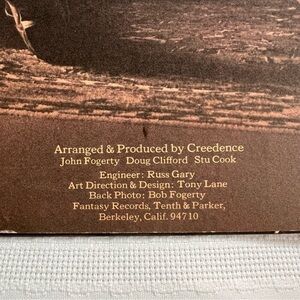 Arranged & Produced by Creedence
John Fogerty Doug Clifford Stu Cook
Engineer: Russ Gary
Art Direction & Design: Tony Lane
Back Photo: Bob Fogerty
Fantasy Records, Tenth & Parker,
Berkeley, Calif. 94710